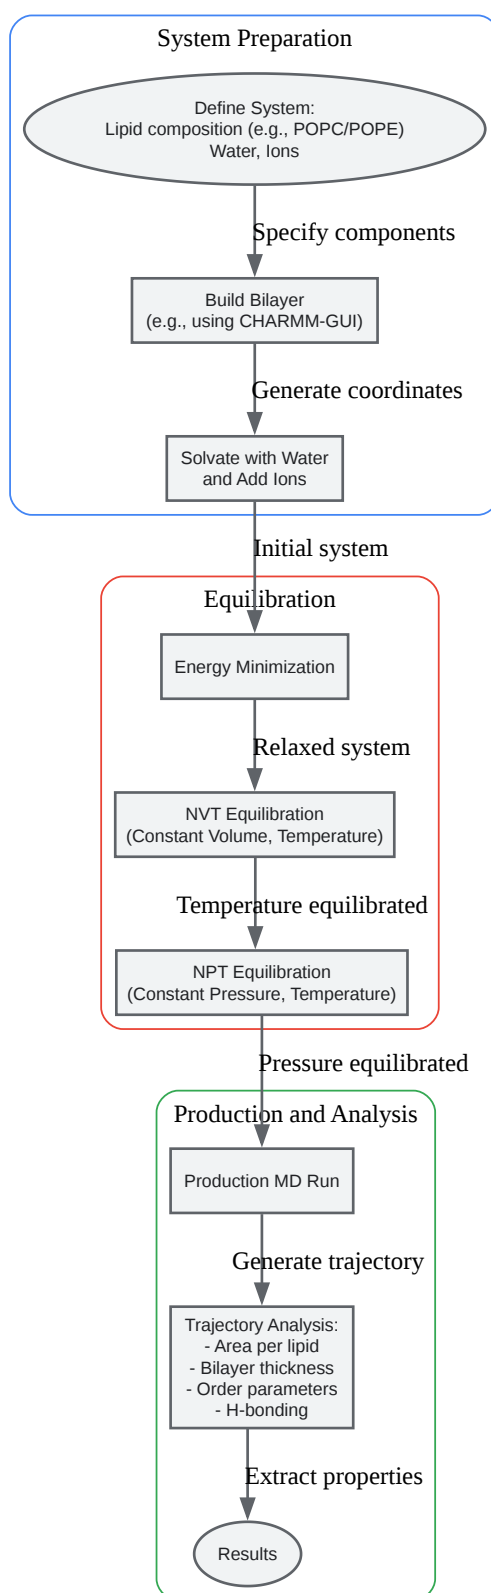 System Preparation
Define System:
Lipid composition (e.g., POPC/POPE)
Water, Ions
Specify components
Build Bilayer
(e.g., using CHARMM-GUI)
Generate coordinates
Solvate with Water
and Add Ions
Initial system
Equilibration
Energy Minimization
Relaxed system
NVT Equilibration
(Constant Volume, Temperature)
Temperature equilibrated
NPT Equilibration
(Constant Pressure, Temperature)
Pressure equilibrated
Production and Analysis
Production MD Run
Generate trajectory
Trajectory Analysis:
- Area per lipid
- Bilayer thickness
- Order parameters
- H-bonding
Extract properties
Results